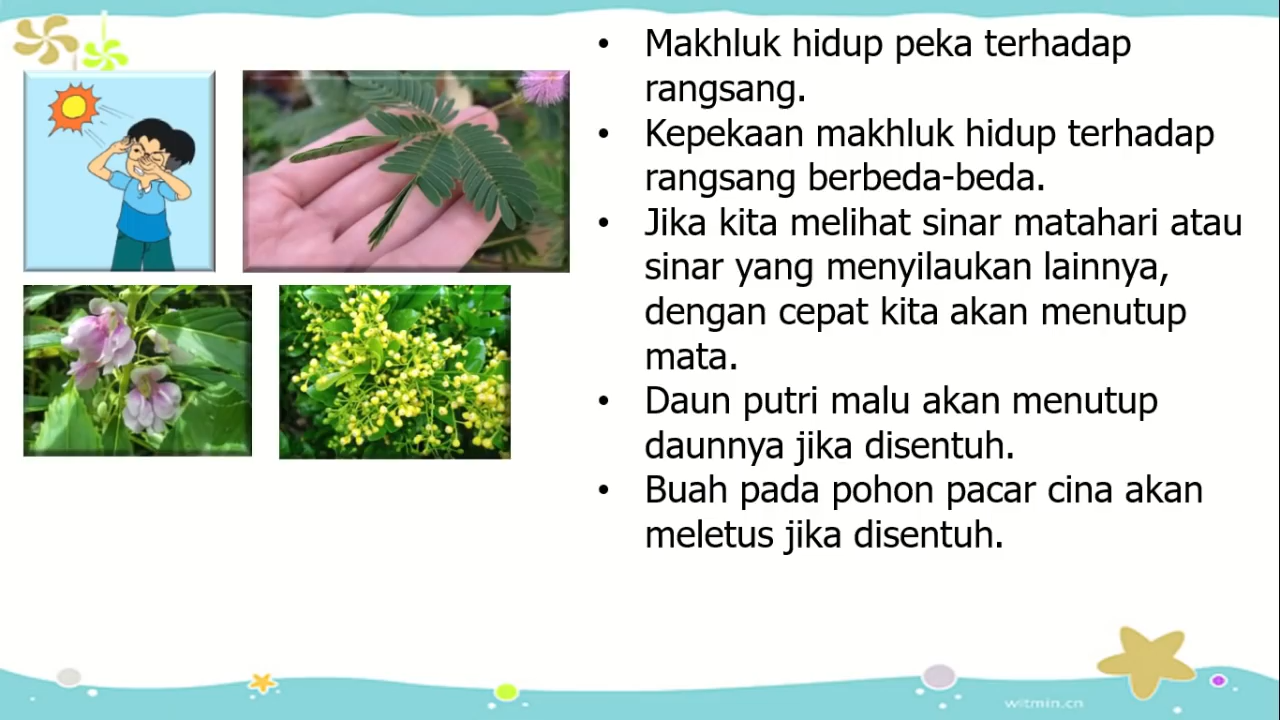 • Makhluk hidup peka terhadap
rangsang.
• Kepekaan makhluk hidup terhadap
rangsang berbeda-beda.
• Jika kita melihat sinar matahari atau
sinar yang menyilaukan lainnya,
dengan cepat kita akan menutup
mata.
• Daun putri malu akan menutup
daunnya jika disentuh.
• Buah pada pohon pacar cina akan
meletus jika disentuh.
witmin.cn